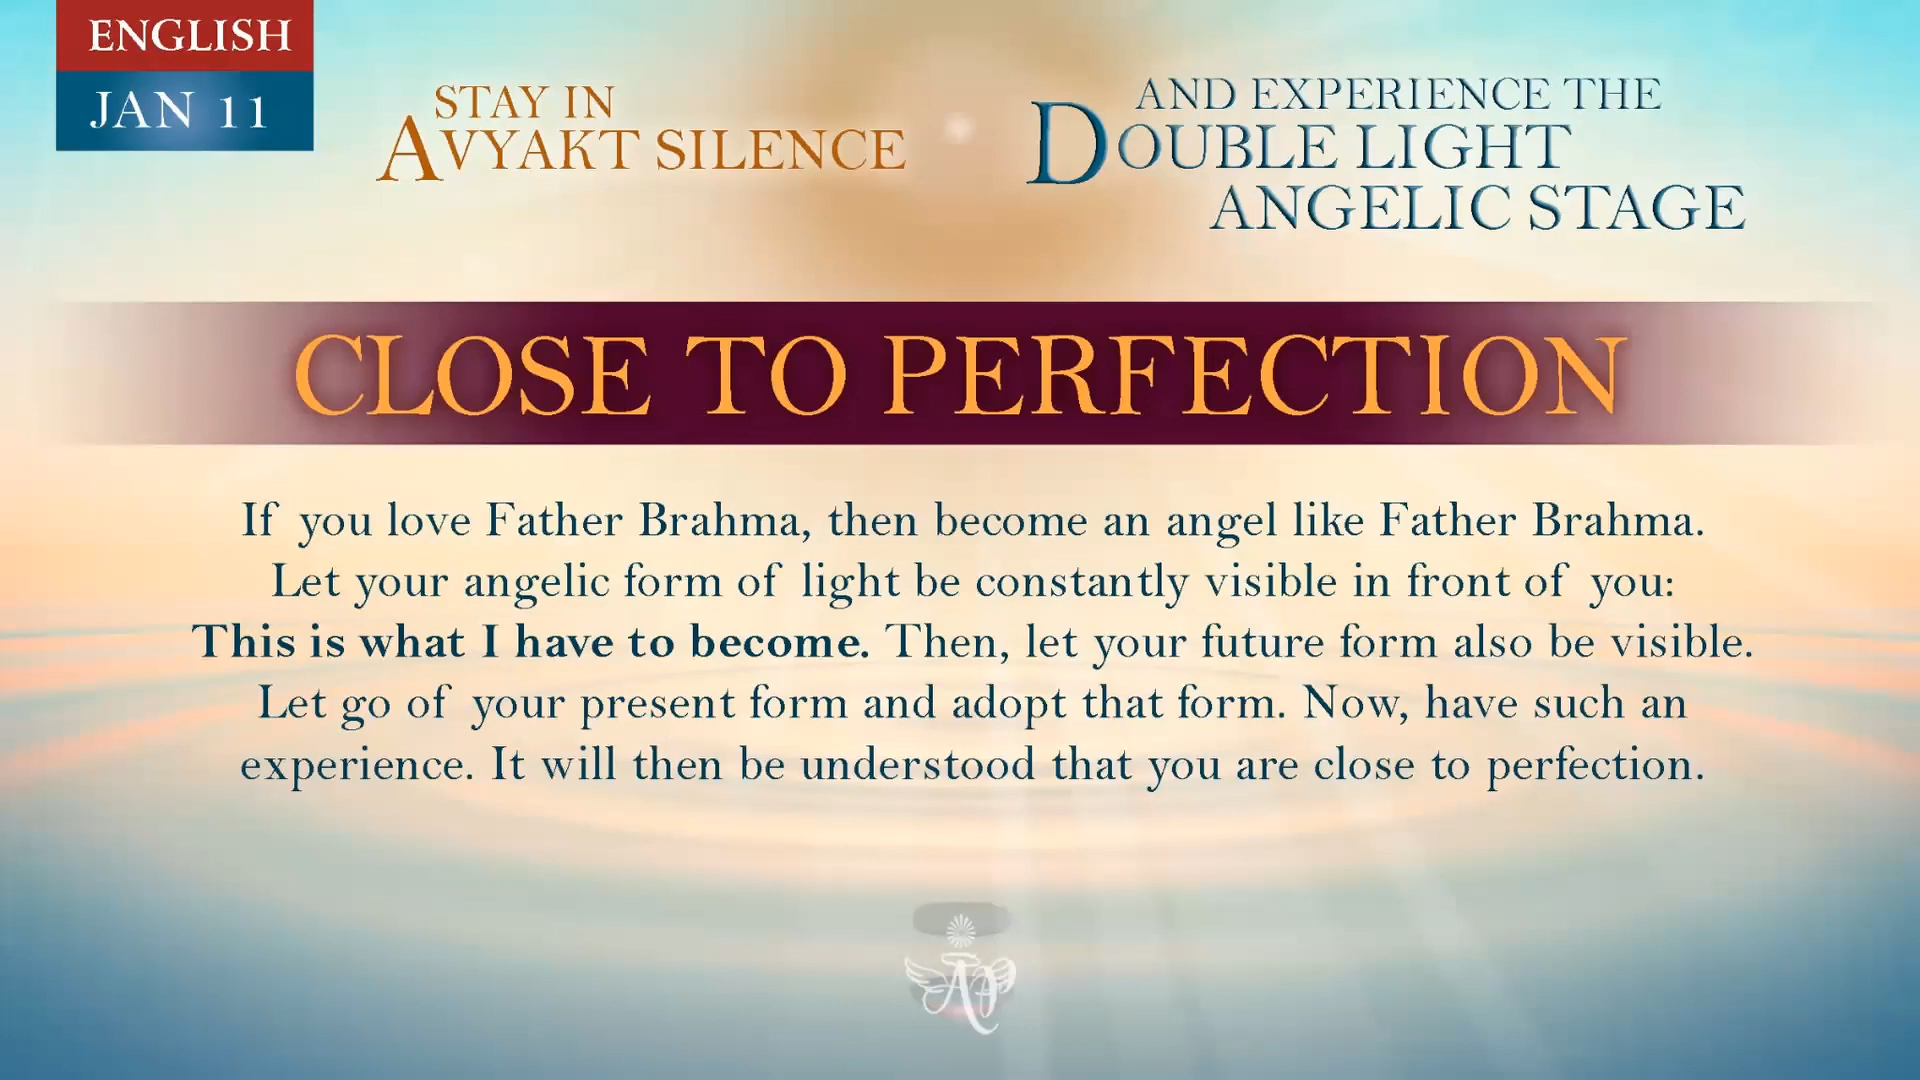 ENGLISH
JAN 11
STAY IN
AVYAKT SILENCE
AND EXPERIENCE THE
DOUBLE LIGHT
ANGELIC STAGE
CLOSE TO PERFECTION
If you love Father Brahma, then become an angel like Father Brahma.
Let your angelic form of light be constantly visible in front of you:
This is what I have to become. Then, let your future form also be visible.
Let go of your present form and adopt that form. Now, have such an
experience. It will then be understood that you are close to perfection.